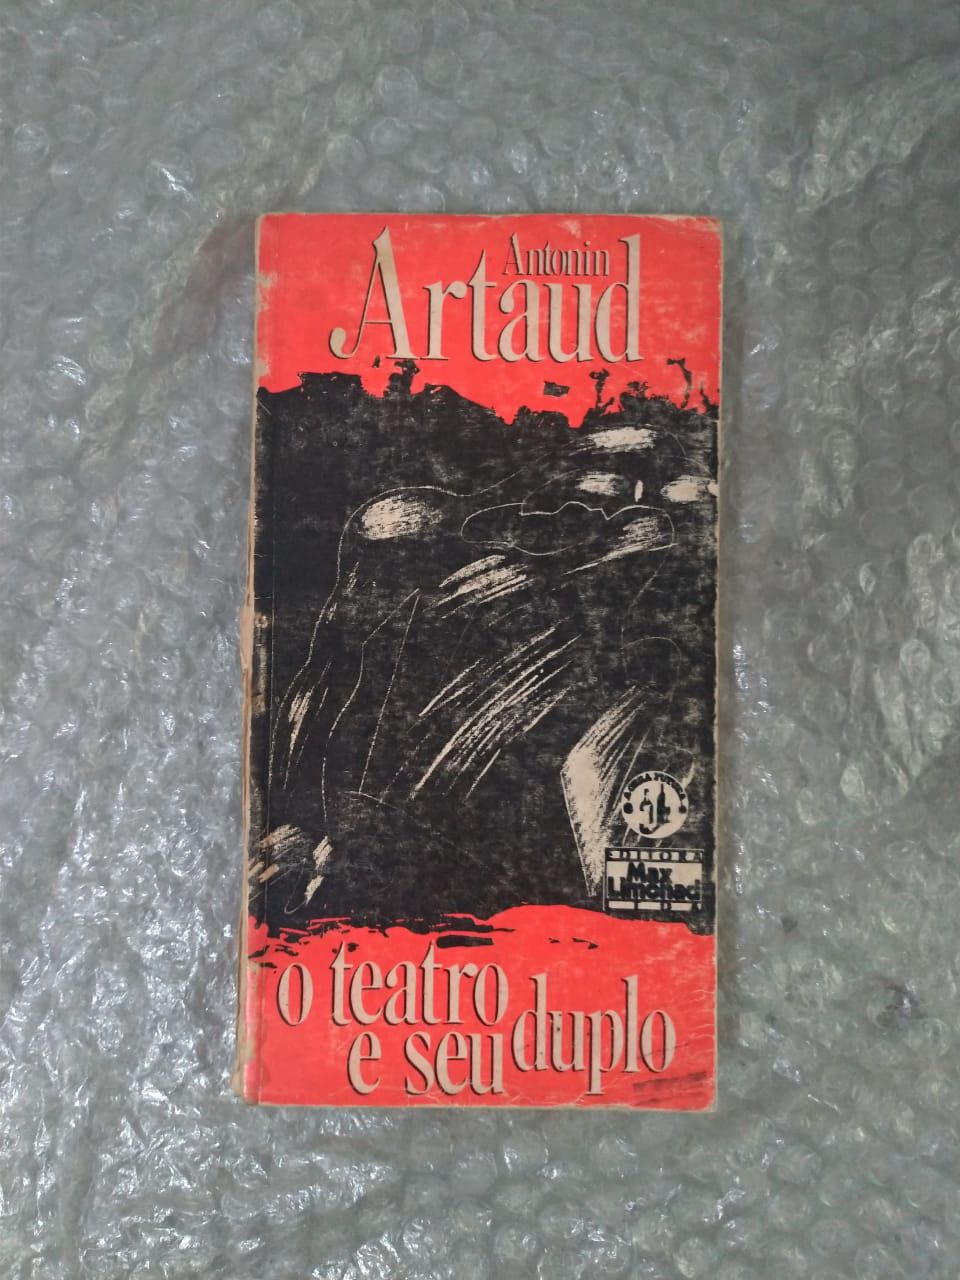 Antonin
Artaud
EDITORA
Max
Limonad
o teatro
e seu duplo